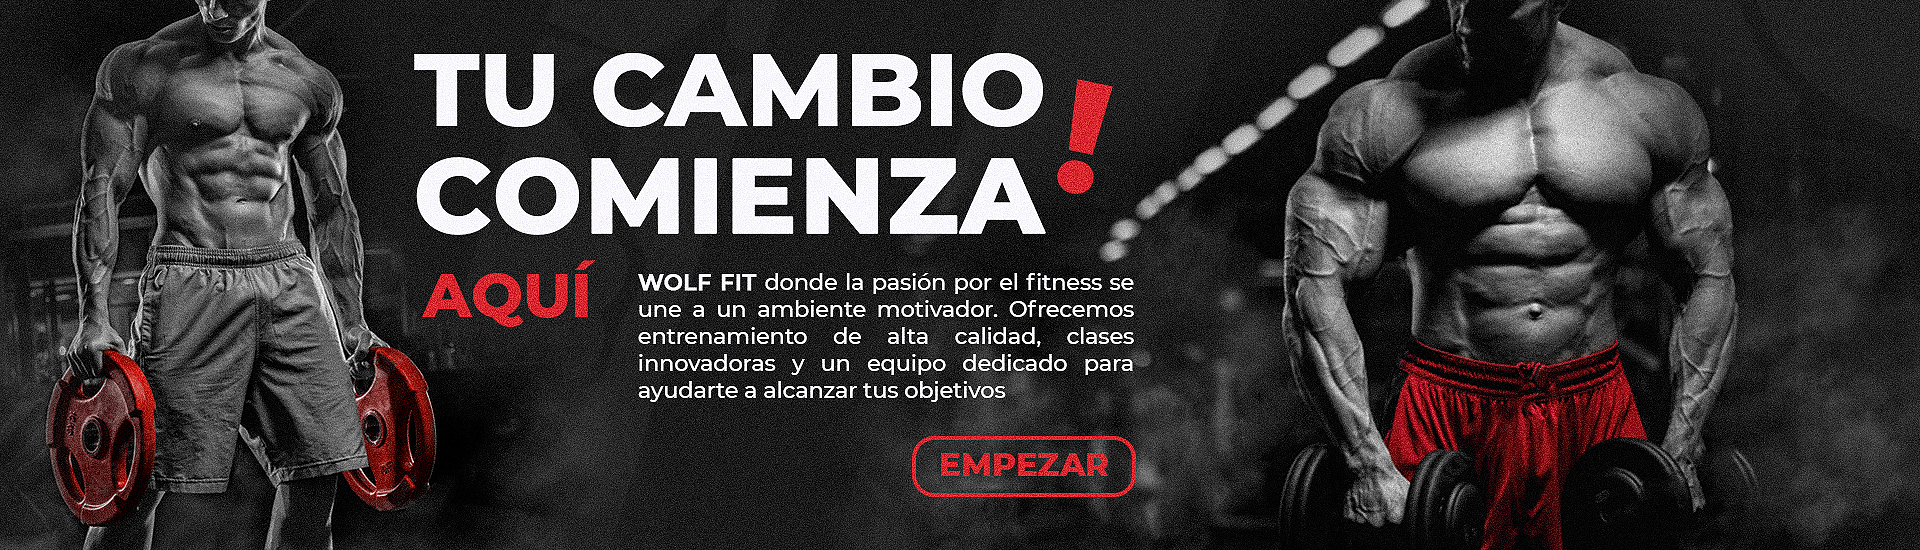 TU CAMBIO
COMIENZA!
AQUÍ
WOLF FIT donde la pasión por el fitness se
une a un ambiente motivador. Ofrecemos
entrenamiento de alta calidad, clases
innovadoras y un equipo dedicado para
ayudarte a alcanzar tus objetivos
EMPEZAR